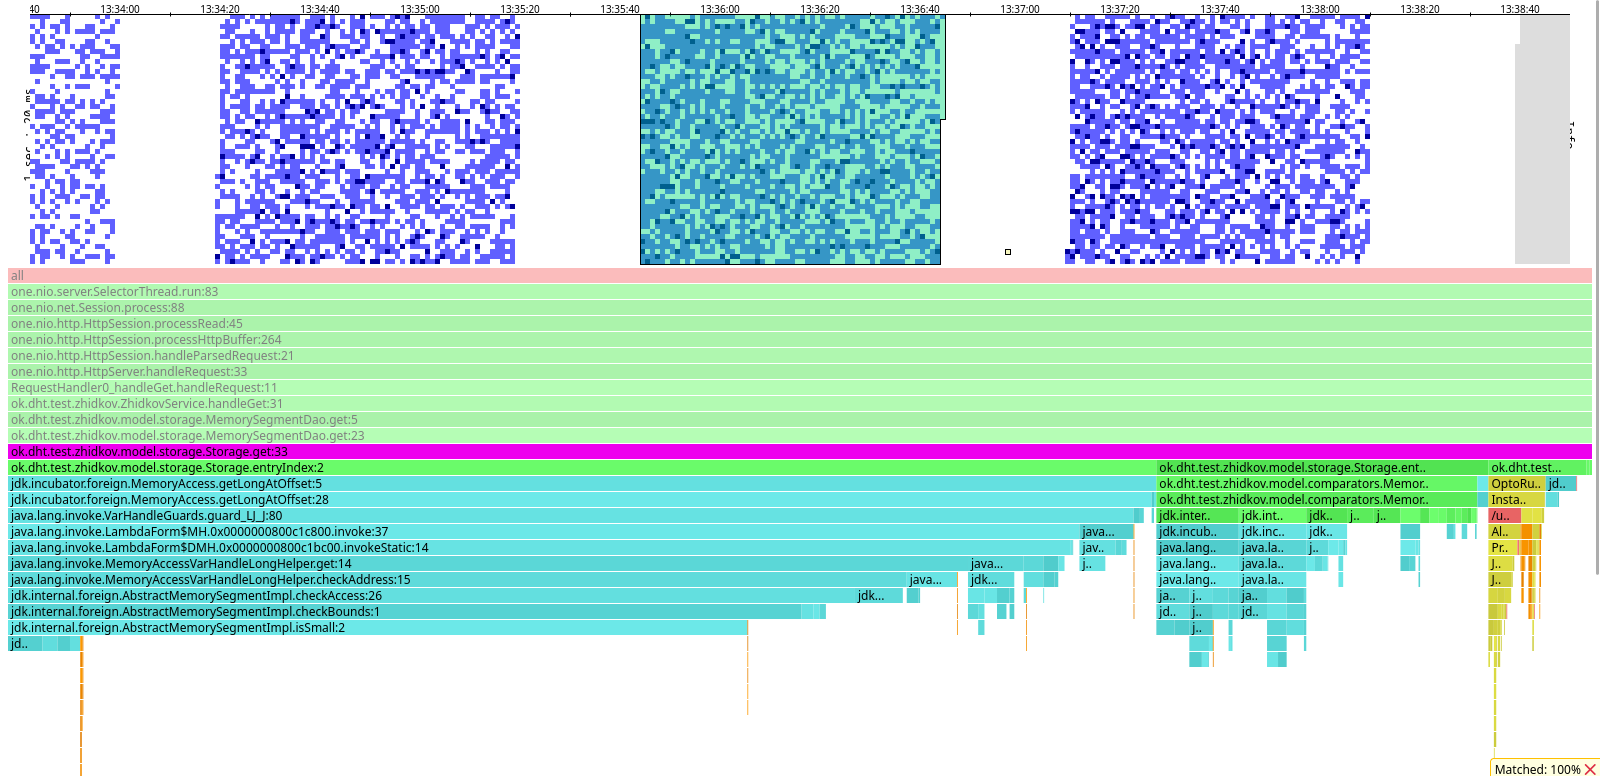 40 13:34:00 13:34:20 13:34:40 13:35:00 13:35:20 13:35:40 13:36:00 13:36:20 13:36:40 13:37:00 13:37:20 13:37:40 13:38:00 13:38:20 13:38:40
all
one.nio.server.SelectorThread.run:83
one.nio.net.Session.process:88
one.nio.http.HttpSession.processRead:45
one.nio.http.HttpSession.processHttpBuffer:264
one.nio.http.HttpSession.handleParsedRequest:21
one.nio.http.HttpServer.handleRequest:33
RequestHandler0_handleGet.handleRequest:11
ok.dht.test.zhidkov.ZhidkovService.handleGet:31
ok.dht.test.zhidkov.model.storage.MemorySegmentDao.get:5
ok.dht.test.zhidkov.model.storage.MemorySegmentDao.get:23
ok.dht.test.zhidkov.model.storage.Storage.get:33
ok.dht.test.zhidkov.model.storage.Storage.entryIndex:2 ok.dht.test.zhidkov.model.storage.Storage.ent.. ok.dht.test...
jdk.incubator.foreign.MemoryAccess.getLongAtOffset:5 ok.dht.test.zhidkov.model.comparators.Memor.. OptoRu.. jd..
jdk.incubator.foreign.MemoryAccess.getLongAtOffset:28 ok.dht.test.zhidkov.model.comparators.Memor.. Insta..
java.lang.invoke.VarHandleGuards.guard_LJ_J:80 jdk.inter.. jdk.int.. jdk.. j.. j.. /u..
java.lang.invoke.LambdaForm$MH.0x0000000800c1c800.invoke:37 java... jdk.incub.. jdk.inc.. jdk.. Al..
java.lang.invoke.LambdaForm$DMH.0x0000000800c1bc00.invokeStatic:14 jav.. java.lang.. java.la.. j.. Pr..
java.lang.invoke.MemoryAccessVarHandleLongHelper.get:14 java... j.. java.lang.. java.la.. J..
java.lang.invoke.MemoryAccessVarHandleLongHelper.checkAddress:15 java... jdk... java.lang.. java.la.. J..
jdk.internal.foreign.AbstractMemorySegmentImpl.checkAccess:26 jdk... ja.. j.. ja..
jdk.internal.foreign.AbstractMemorySegmentImpl.checkBounds:1 jd.. j.. jd..
jdk.internal.foreign.AbstractMemorySegmentImpl.isSmall:2 j..
jd..
Matched: 100%